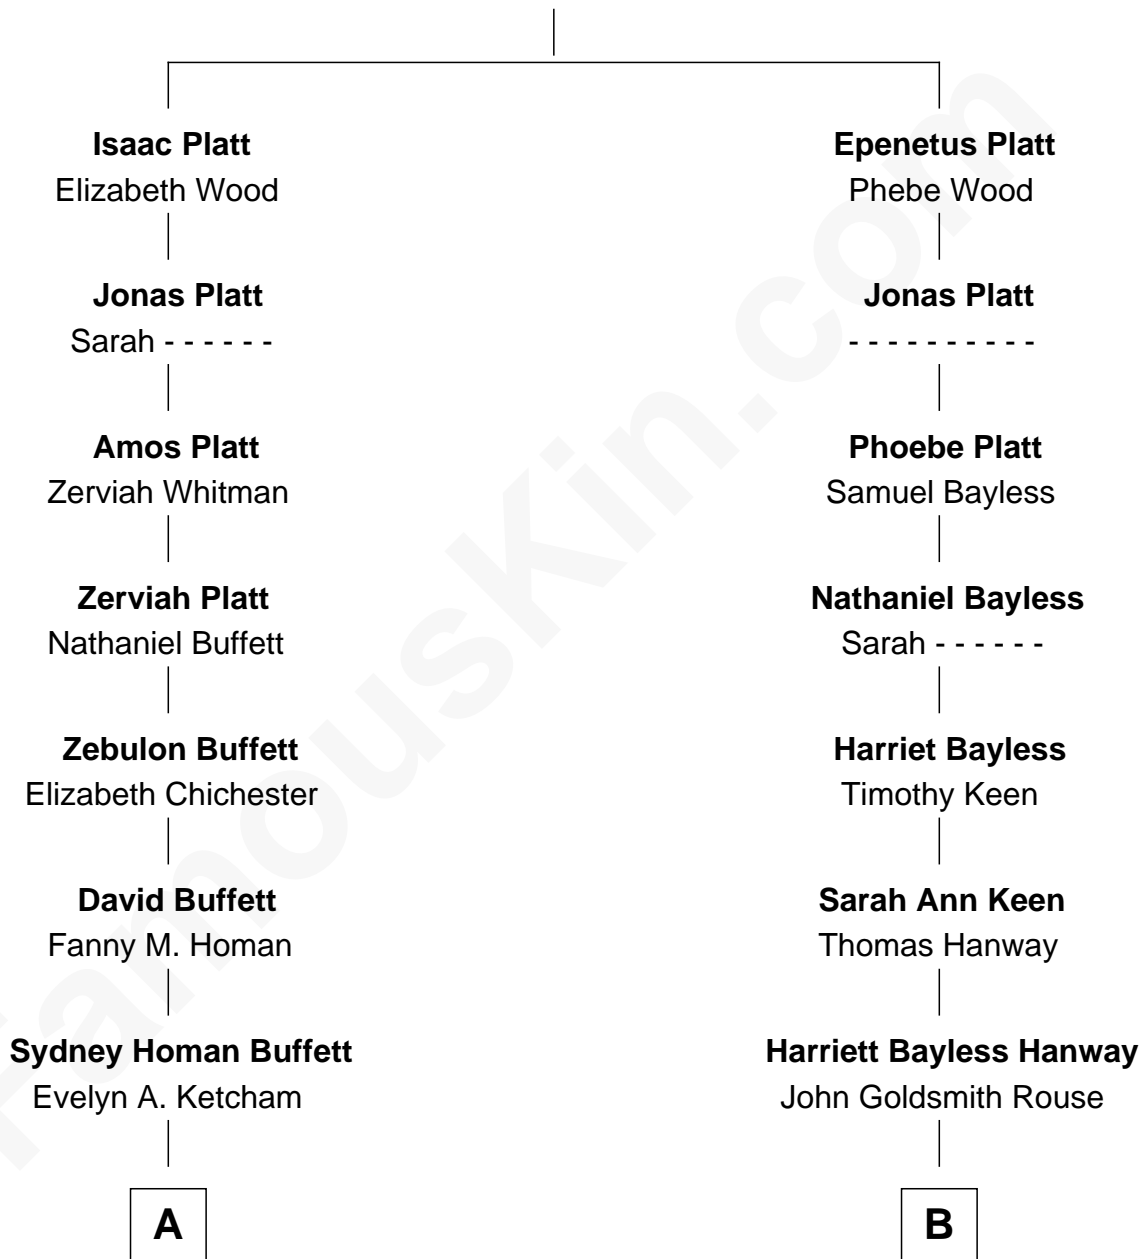 Isaac Platt
Elizabeth Wood
Jonas Platt
Sarah - - - - - -
Amos Platt
Zerviah Whitman
Zerviah Platt
Nathaniel Buffett
Zebulon Buffett
Elizabeth Chichester
David Buffett
Fanny M. Homan
Sydney Homan Buffett
Evelyn A. Ketcham
A
Epenetus Platt
Phebe Wood
Jonas Platt
- - - - - - - - - -
Phoebe Platt
Samuel Bayless
Nathaniel Bayless
Sarah - - - - - -
Harriet Bayless
Timothy Keen
Sarah Ann Keen
Thomas Hanway
Harriett Bayless Hanway
John Goldsmith Rouse
B
FamousKin.com